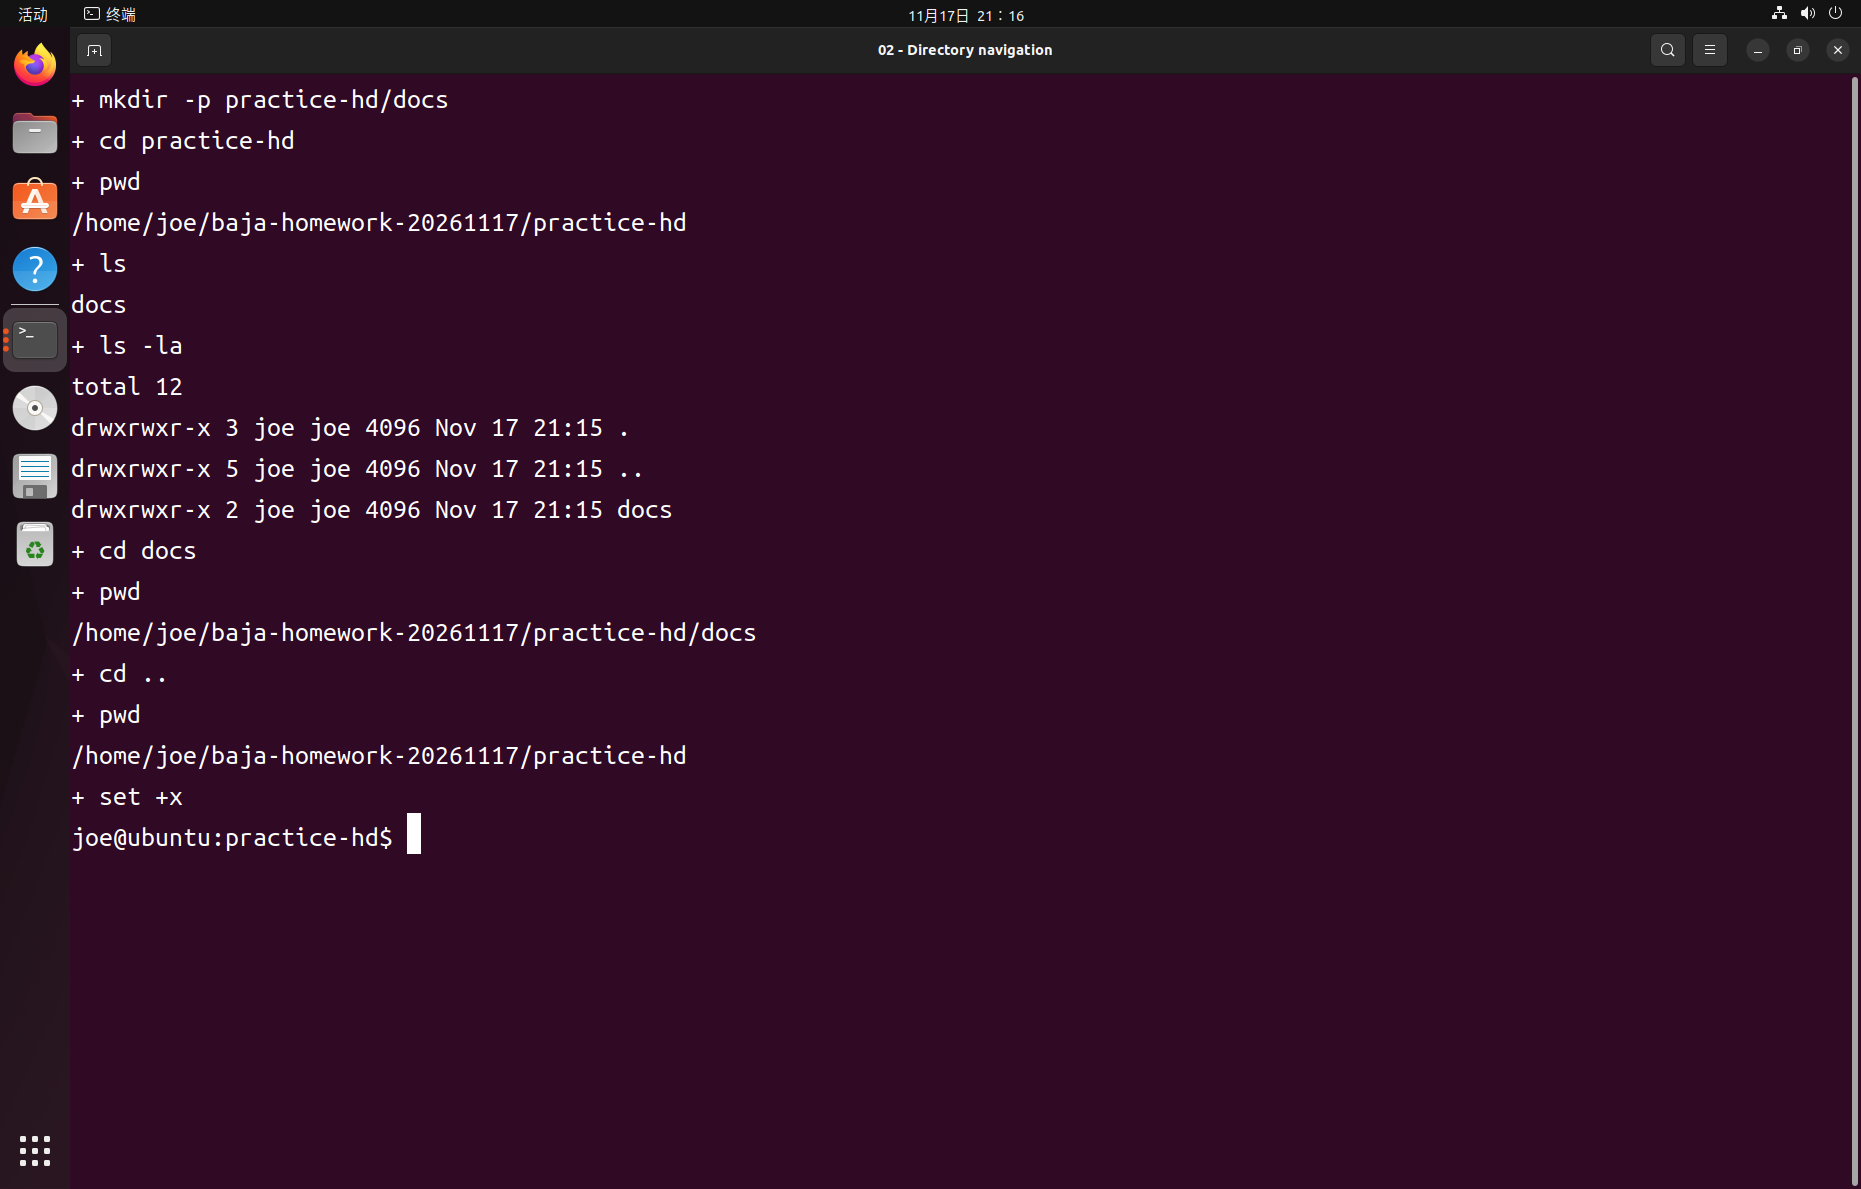 活动
终端
11月17日 21：16
02 - Directory navigation
+ mkdir -p practice-hd/docs
+ cd practice-hd
+ pwd
/home/joe/baja-homework-20261117/practice-hd
+ ls
docs
+ ls -la
total 12
drwxrwxr-x 3 joe joe 4096 Nov 17 21:15 .
drwxrwxr-x 5 joe joe 4096 Nov 17 21:15 ..
drwxrwxr-x 2 joe joe 4096 Nov 17 21:15 docs
+ cd docs
+ pwd
/home/joe/baja-homework-20261117/practice-hd/docs
+ cd ..
+ pwd
/home/joe/baja-homework-20261117/practice-hd
+ set +x
joe@ubuntu:practice-hd$